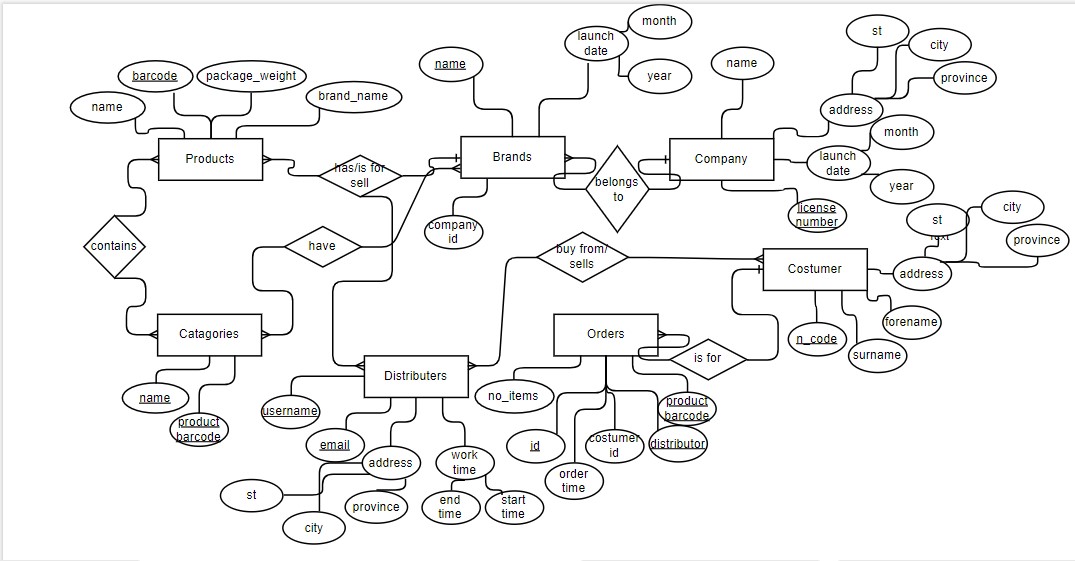 st
month
launch
date
city
name
name
year
province
barcode
package_weight
brand_name
address
name
month
Products
Brands
Company
launch
date
has/is for
sell
belongs
to
year
license
number
city
st
company
id
text
province
contains
have
buy from/
sells
Costumer
address
forename
Catagories
Orders
n_code
surname
is for
Distributers
name
no_items
product
barcode
username
product
barcode
email
id
costumer
id
distributor
address
work
time
order
time
st
province
end
time
start
time
city